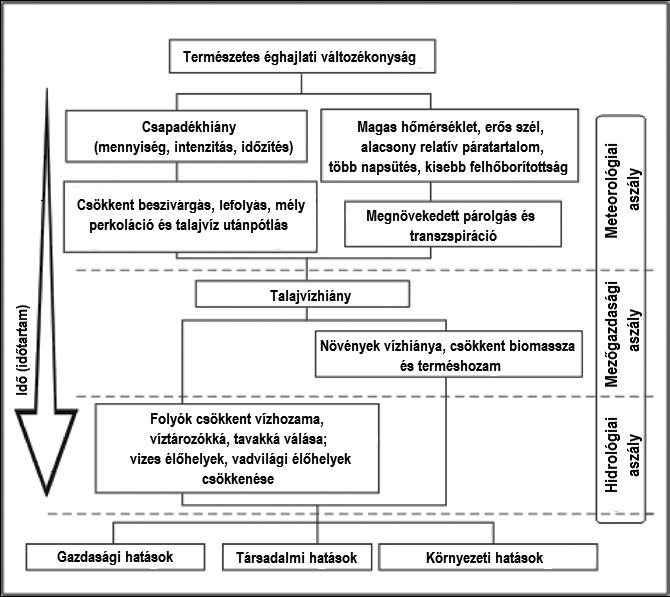 Természetes éghajlati változékonyság
Csapadékhiány
(mennyiség, intenzitás, időzítés)
Magas hőmérséklet, erős szél,
alacsony relatív páratartalom,
több napsütés, kisebb felhőborítottság
Csökkent beszivárgás, lefolyás, mély
perkoláció és talajvíz utánpótlás
Megnövekedett párolgás és
transzspiráció
Meteorológiai
aszály
Talajvízhiány
Növények vízhiánya, csökkent biomassza
és terméshozam
Mezőgazdasági
aszály
Idő (időtartam)
Folyók csökkent vízhozama,
víztározókká, tavakká válása;
vizes élőhelyek, vadvilági élőhelyek
csökkenése
Hidrológiai
aszály
Gazdasági hatások
Társadalmi hatások
Környezeti hatások